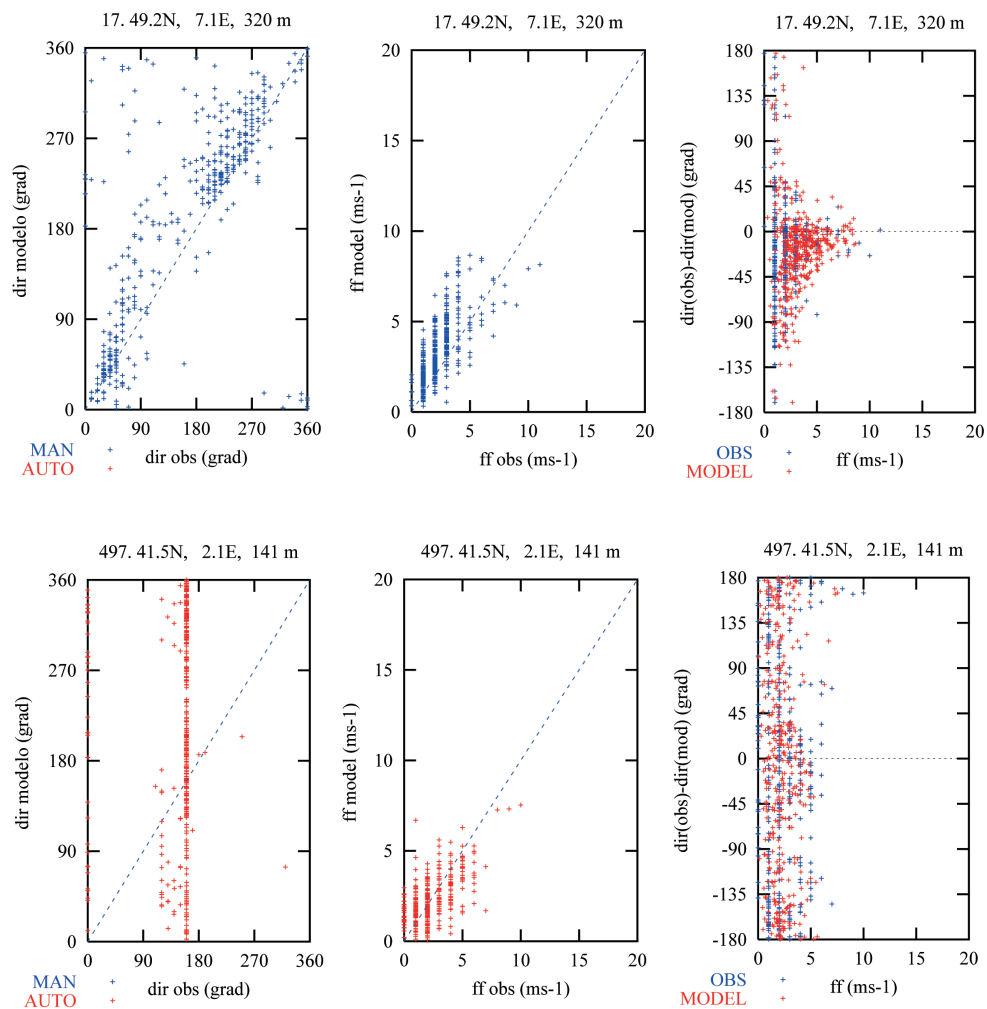 17. 49.2N, 7.1E, 320 m
17. 49.2N, 7.1E, 320 m
17. 49.2N, 7.1E, 320 m
dir modelo (grad)
360
270
180
90
0
0
90
180
270
360
dir obs (grad)
MAN
AUTO
ff model (ms-1)
20
15
10
5
0
0
5
10
15
20
ff obs (ms-1)
dir(obs)-dir(mod) (grad)
180
135
90
45
0
-45
-90
-135
-180
0
5
10
15
20
ff (ms-1)
OBS
MODEL
497. 41.5N, 2.1E, 141 m
497. 41.5N, 2.1E, 141 m
497. 41.5N, 2.1E, 141 m
dir modelo (grad)
360
270
180
90
0
0
90
180
270
360
dir obs (grad)
MAN
AUTO
ff model (ms-1)
20
15
10
5
0
0
5
10
15
20
ff obs (ms-1)
dir(obs)-dir(mod) (grad)
180
135
90
45
0
-45
-90
-135
-180
0
5
10
15
20
ff (ms-1)
OBS
MODEL